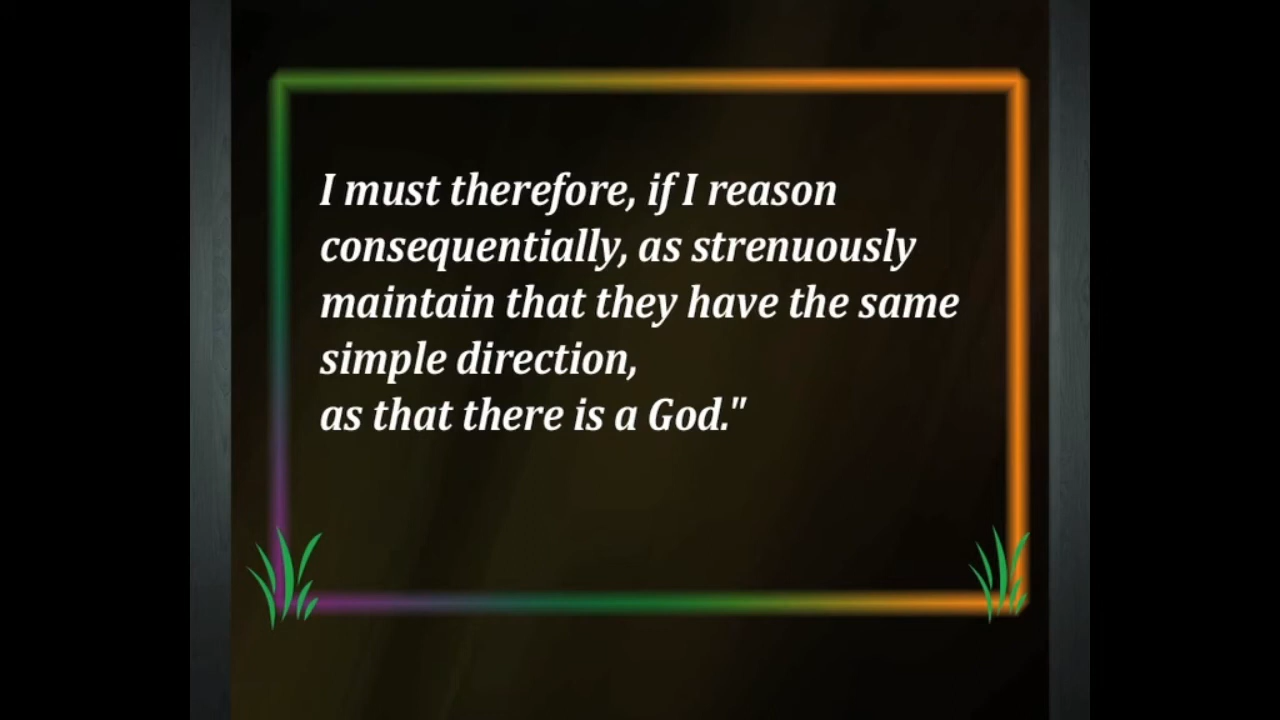 I must therefore, if I reason
consequentially, as strenuously
maintain that they have the same
simple direction,
as that there is a God."